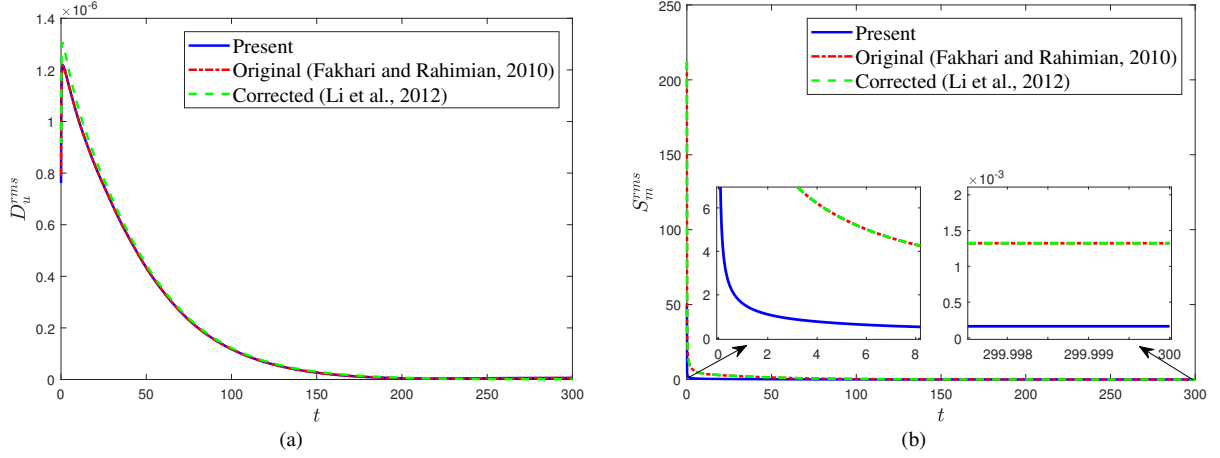 1.4 ×10⁻⁶
Present
Original (Fakhari and Rahimian, 2010)
Corrected (Li et al., 2012)
1.2
1
0.8
0.6
0.4
0.2
0
D_u^{rms}
0 50 100 150 200 250 300
t
(a)
250
Present
Original (Fakhari and Rahimian, 2010)
Corrected (Li et al., 2012)
200
150
100
50
0
S_m^{rms}
6
4
2
0
0 2 4 6 8
×10⁻³
2
1.5
1
0.5
0
299.998 299.999 300
0 50 100 150 200 250 300
t
(b)